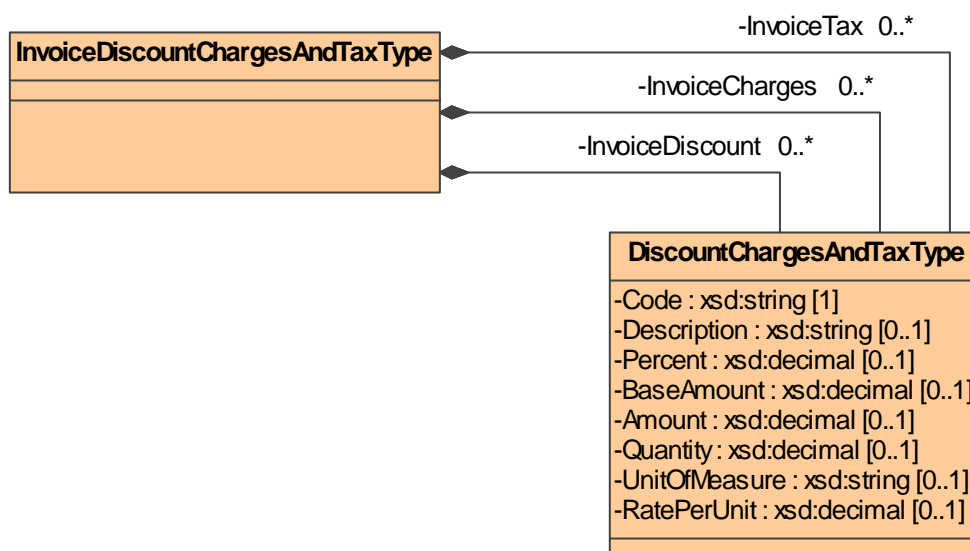 -InvoiceTax 0..*
InvoiceDiscountChargesAndTaxType
-InvoiceCharges 0..*
-InvoiceDiscount 0..*
DiscountChargesAndTaxType
-Code : xsd:string [1]
-Description : xsd:string [0..1]
-Percent : xsd:decimal [0..1]
-BaseAmount : xsd:decimal [0..1]
-Amount : xsd:decimal [0..1]
-Quantity : xsd:decimal [0..1]
-UnitOfMeasure : xsd:string [0..1]
-RatePerUnit : xsd:decimal [0..1]